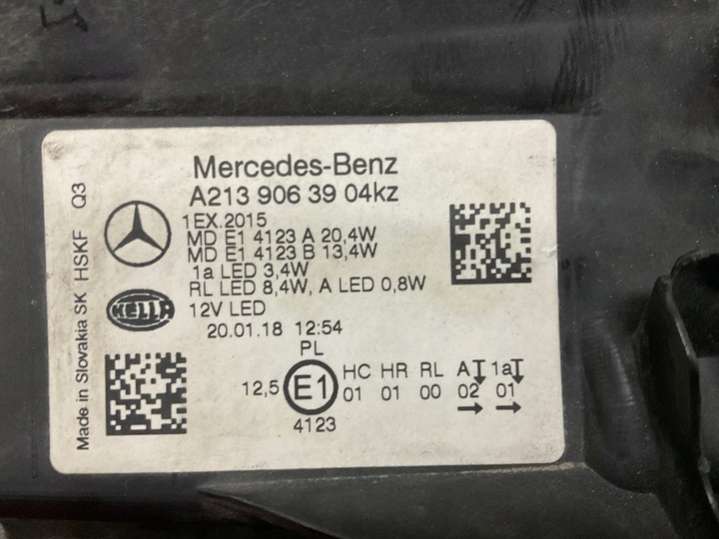 Mercedes-Benz
A213 906 39 04kz
1EX.2015
MD E1 4123 A 20,4W
MD E1 4123 B 13,4W
1a LED 3,4W
RL LED 8,4W, A LED 0,8W
12V LED
20.01.18 12:54
PL
HC HR RL A 1a
12,5 E1 01 01 00 02 01
4123
HELLA
Made in Slovakia SK HSKF Q3